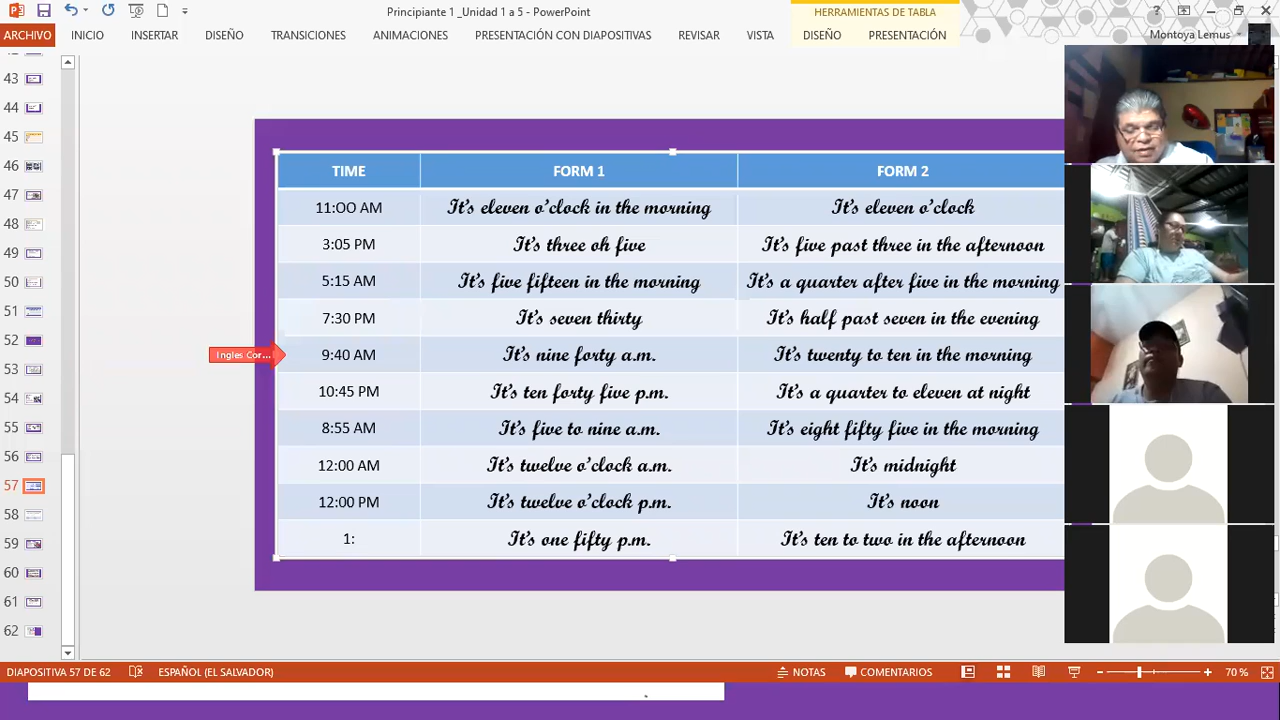 Principiante 1 _Unidad 1 a 5 - PowerPoint
HERRAMIENTAS DE TABLA
?
ARCHIVO INICIO INSERTAR DISEÑO TRANSICIONES ANIMACIONES PRESENTACIÓN CON DIAPOSITIVAS REVISAR VISTA DISEÑO PRESENTACIÓN Montoya Lemus
43
44
45
46
47
48
49
50
51
52
53
54
55
56
57
58
59
60
61
62
TIME FORM 1 FORM 2
11:OO AM It's eleven o'clock in the morning It's eleven o'clock
3:05 PM It's three oh five It's five past three in the afternoon
5:15 AM It's five fifteen in the morning It's a quarter after five in the morning
7:30 PM It's seven thirty It's half past seven in the evening
Ingles Cor... 9:40 AM It's nine forty a.m. It's twenty to ten in the morning
10:45 PM It's ten forty five p.m. It's a quarter to eleven at night
8:55 AM It's five to nine a.m. It's eight fifty five in the morning
12:00 AM It's twelve o'clock a.m. It's midnight
12:00 PM It's twelve o'clock p.m. It's noon
1: It's one fifty p.m. It's ten to two in the afternoon
DIAPOSITIVA 57 DE 62 ESPAÑOL (EL SALVADOR) NOTAS COMENTARIOS 70 %